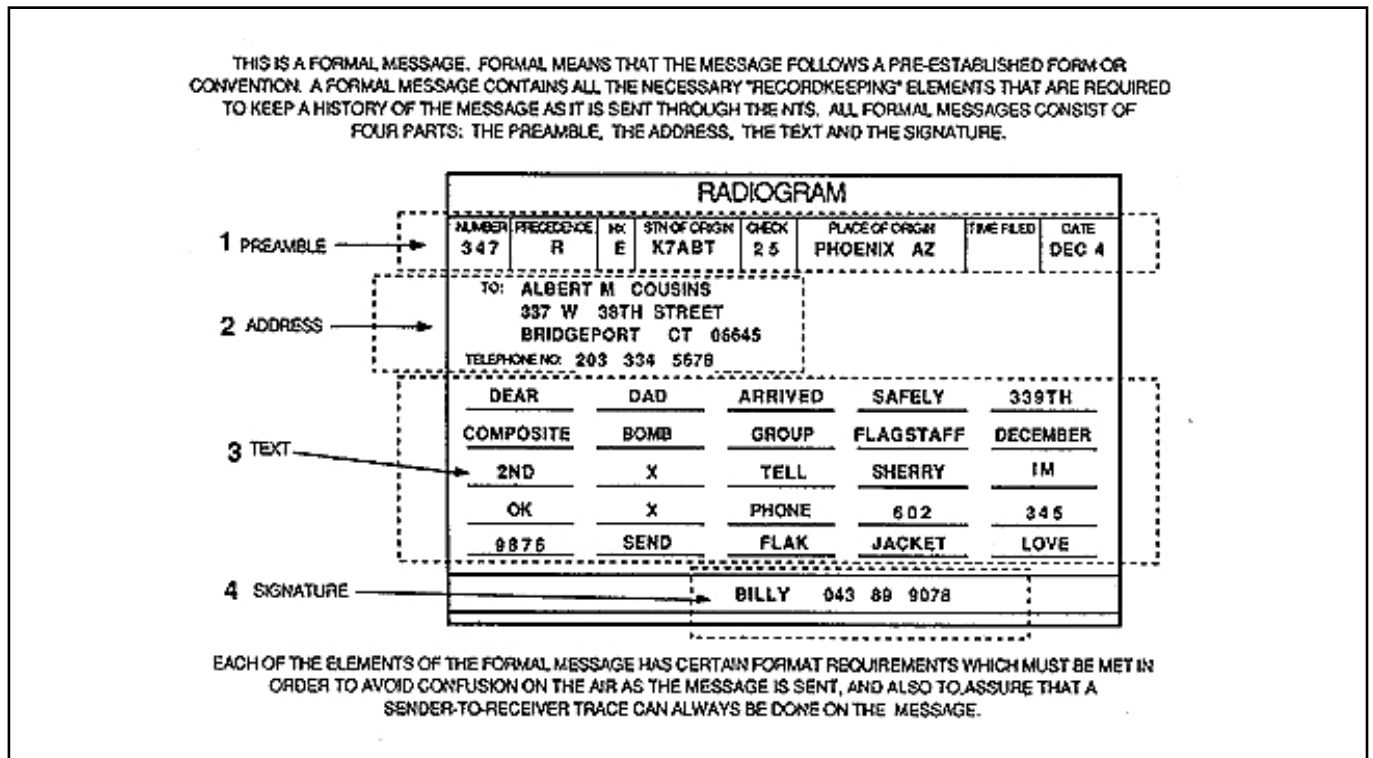 THIS IS A FORMAL MESSAGE. FORMAL MEANS THAT THE MESSAGE FOLLOWS A PRE-ESTABLISHED FORM OR
CONVENTION. A FORMAL MESSAGE CONTAINS ALL THE NECESSARY "RECORDKEEPING" ELEMENTS THAT ARE REQUIRED
TO KEEP A HISTORY OF THE MESSAGE AS IT IS SENT THROUGH THE NTS. ALL FORMAL MESSAGES CONSIST OF
FOUR PARTS: THE PREAMBLE, THE ADDRESS, THE TEXT AND THE SIGNATURE.
RADIOGRAM
NUMBER PRECEDENCE HX STN OF ORIGIN CHECK PLACE OF ORIGIN TIME FILED DATE
1 PREAMBLE 347 R E K7ABT 25 PHOENIX AZ DEC 4
TO: ALBERT M COUSINS
337 W 38TH STREET
2 ADDRESS
BRIDGEPORT CT
TELEPHONE NO: 203 334 5678
DEAR DAD ARRIVED SAFELY 339TH
COMPOSITE BOMB GROUP FLAGSTAFF DECEMBER
3 TEXT
2ND X TELL SHERRY IM
OK X PHONE 602 345
9876 SEND FLAK JACKET LOVE
4 SIGNATURE BILLY 043 89 9078
EACH OF THE ELEMENTS OF THE FORMAL MESSAGE HAS CERTAIN FORMAT REQUIREMENTS WHICH MUST BE MET IN
ORDER TO AVOID CONFUSION ON THE AIR AS THE MESSAGE IS SENT, AND ALSO TO ASSURE THAT A
SENDER-TO-RECEIVER TRACE CAN ALWAYS BE DONE ON THE MESSAGE.